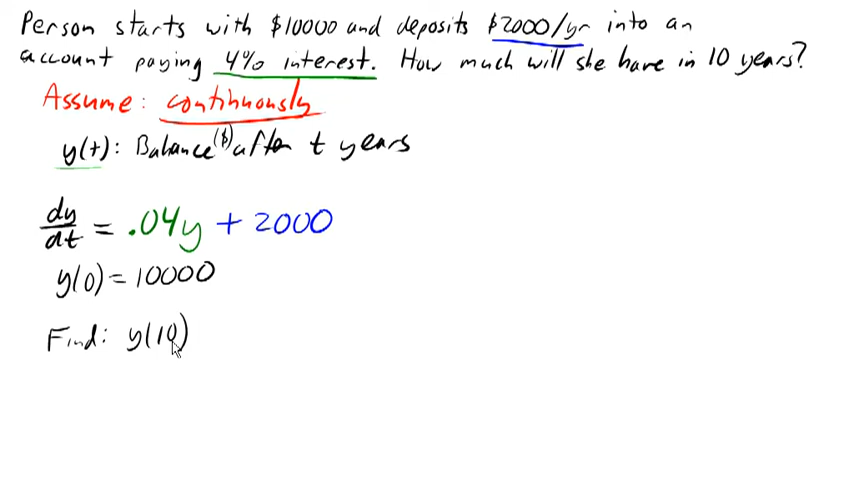 Person starts with $10000 and deposits $2000/yr into an
account paying 4% interest. How much will she have in 10 years?
Assume: continuously
y(t): Balance ($) after t years
dy/dt = .04y + 2000
y(0) = 10000
Find: y(10)